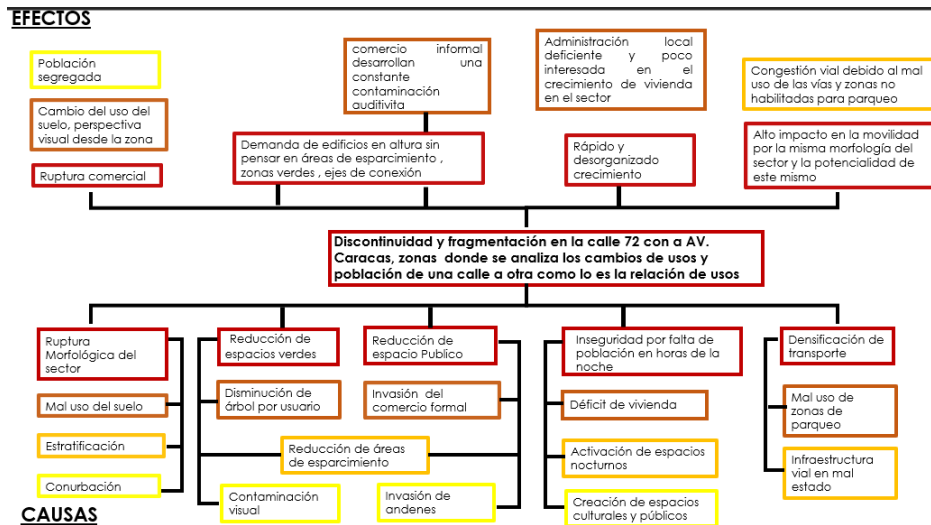 EFECTOS
Población
segregada
Cambio del uso del
suelo, perspectiva
visual desde la zona
Ruptura comercial
comercio informal
desarrollan una
constante
contaminación
auditivita
Demanda de edificios en altura sin
pensar en áreas de esparcimiento ,
zonas verdes , ejes de conexión
Administración local
deficiente y poco
interesada en el
crecimiento de vivienda
en el sector
Rápido y
desorganizado
crecimiento
Congestión vial debido al mal
uso de las vías y zonas no
habilitadas para parqueo
Alto impacto en la movilidad
por la misma morfología del
sector y la potencialidad de
este mismo
Discontinuidad y fragmentación en la calle 72 con a AV.
Caracas, zonas donde se analiza los cambios de usos y
población de una calle a otra como lo es la relación de usos
Ruptura
Morfológica del
sector
Mal uso del suelo
Estratificación
Conurbación
Reducción de
espacios verdes
Disminución de
árbol por usuario
Reducción de áreas
de esparcimiento
Contaminación
visual
Reducción de
espacio Publico
Invasión del
comercio formal
Invasión de
andenes
Inseguridad por falta de
población en horas de la
noche
Déficit de vivienda
Activación de espacios
nocturnos
Creación de espacios
culturales y públicos
Densificación de
transporte
Mal uso de
zonas de
parqueo
Infraestructura
vial en mal
estado
CAUSAS